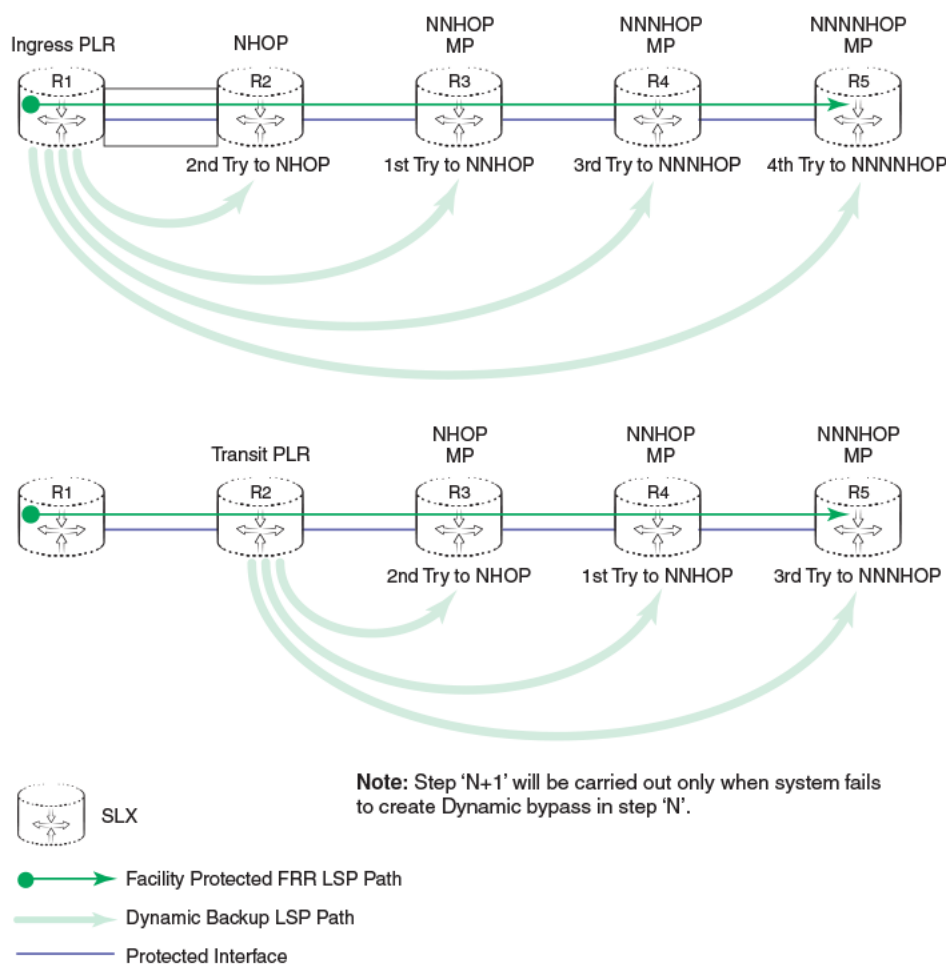 Ingress PLR
NHOP
NNHOP
MP
NNNHOP
MP
NNNNHOP
MP
R1
R2
R3
R4
R5
2nd Try to NHOP
1st Try to NNHOP
3rd Try to NNNHOP
4th Try to NNNNHOP
Transit PLR
NHOP
MP
NNHOP
MP
NNNHOP
MP
R1
R2
R3
R4
R5
2nd Try to NHOP
1st Try to NNHOP
3rd Try to NNNHOP
SLX
Note: Step ‘N+1’ will be carried out only when system fails
to create Dynamic bypass in step ‘N’.
Facility Protected FRR LSP Path
Dynamic Backup LSP Path
Protected Interface